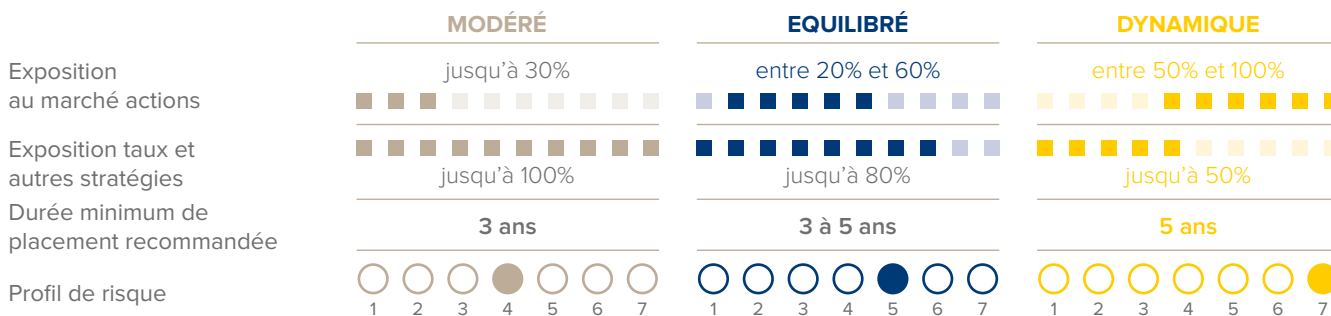 MODÉRÉ EQUILIBRÉ DYNAMIQUE
Exposition
au marché actions
jusqu’à 30% entre 20% et 60% entre 50% et 100%
Exposition taux et
autres stratégies
jusqu’à 100% jusqu’à 80% jusqu’à 50%
Durée minimum de
placement recommandée
3 ans 3 à 5 ans 5 ans
Profil de risque
1 2 3 4 5 6 7 1 2 3 4 5 6 7 1 2 3 4 5 6 7